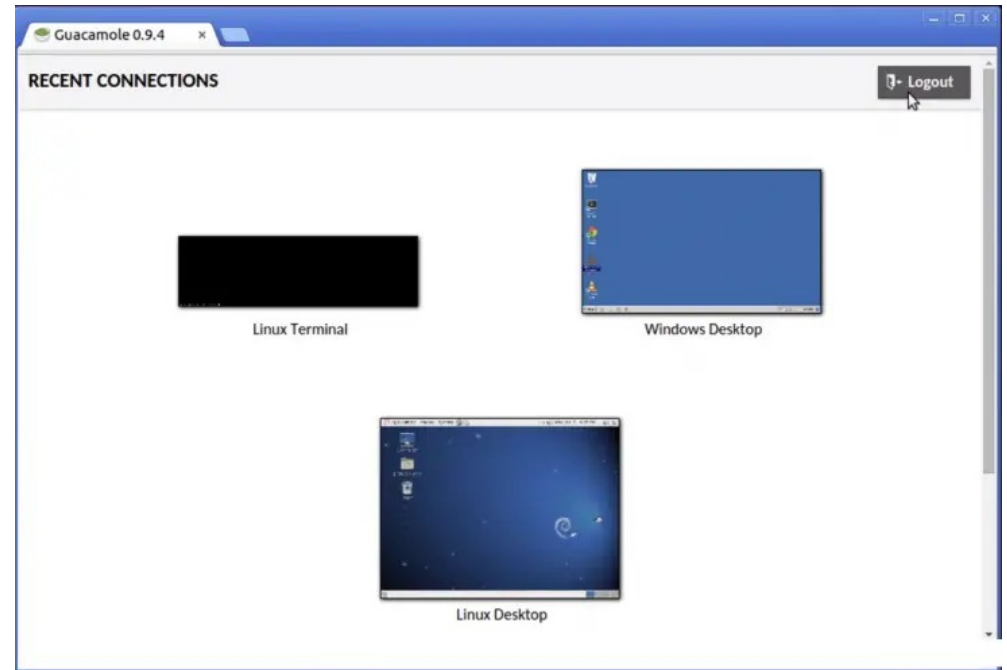 Guacamole 0.9.4
RECENT CONNECTIONS
Logout
Linux Terminal
Windows Desktop
Linux Desktop